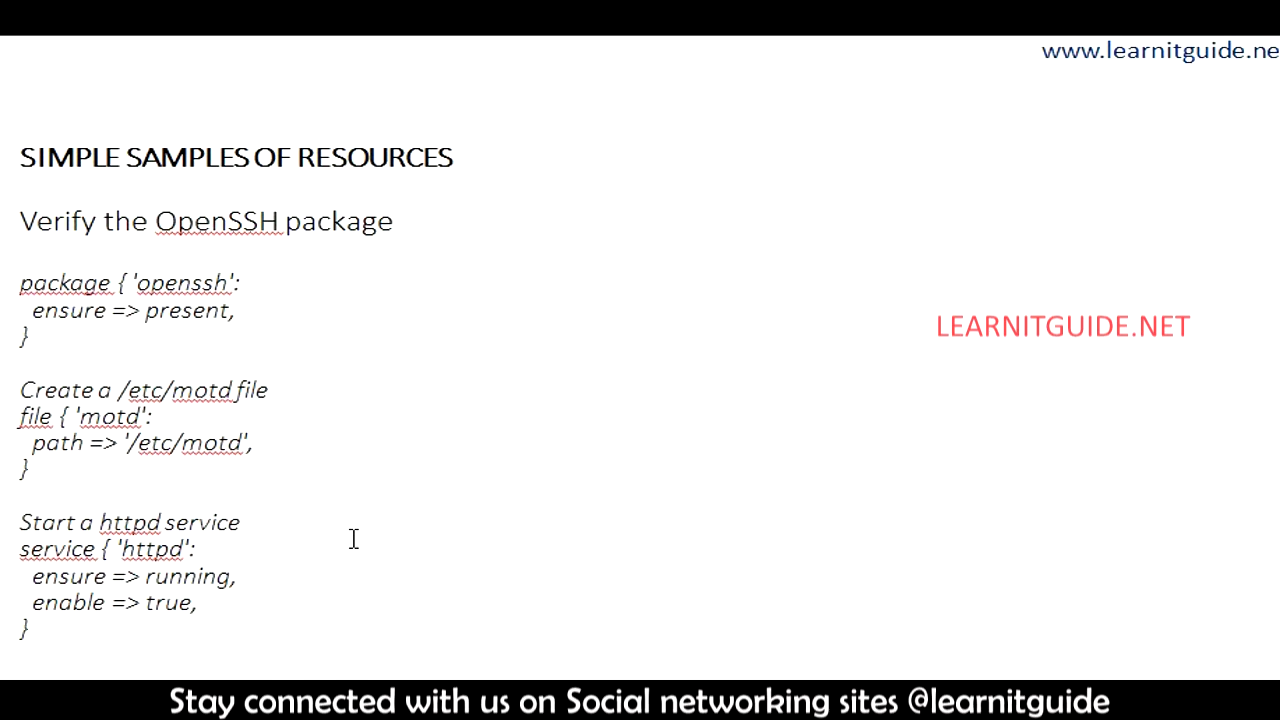 www.learnitguide.ne
SIMPLE SAMPLES OF RESOURCES
Verify the OpenSSH package
package { 'openssh':
ensure => present,
}
LEARNITGUIDE.NET
Create a /etc/motd file
file { 'motd':
path => '/etc/motd',
}
Start a httpd service
service { 'httpd':
ensure => running,
enable => true,
}
Stay connected with us on Social networking sites @learnitguide